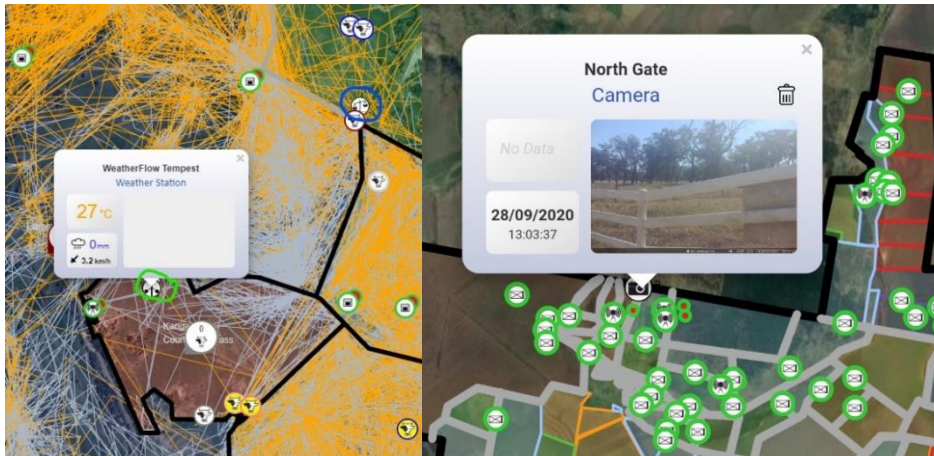 WeatherFlow Tempest
Weather Station
27 °C
0mm
3.2 km/h
0
North Gate
Camera
No Data
28/09/2020
13:03:37